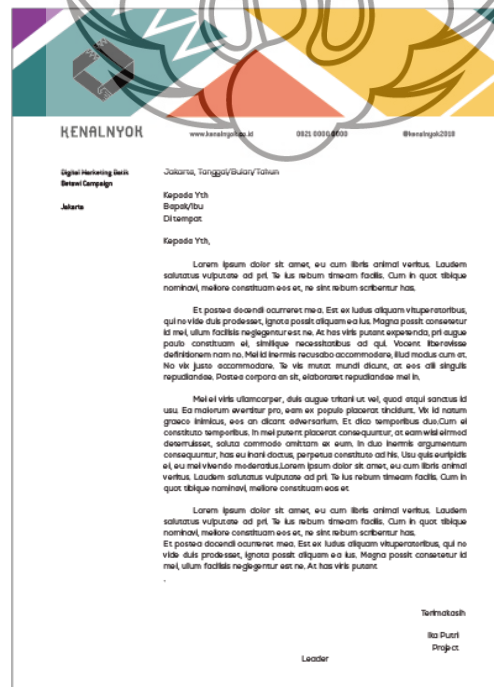 KENALNYOK
www.kenalnyok.co.id
0821 0000 0000
@kenalnyok2018
Digital Marketing Batik
Betawi Campaign
Jakarta
Jakarta, Tanggal/Bulan/Tahun
Kepada Yth
Bapak/Ibu
Di tempat
Kepada Yth,
Lorem ipsum dolor sit amet, eu cum libris animal veritus. Laudem
salutatus vulputate ad pri. Te ius rebum timeam facilis. Cum in quot tibique
nominavi, meliore constituam eos et, ne sint rebum scribentur has.
Et postea docendi ocurreret mea. Est ex ludus aliquam vituperatoribus,
qui no vide duis prodesset, ignota possit aliquam ea ius. Magna possit consetetur
id mei, ullum facilisis neglegentur est ne. At has viris putant expetenda, pri augue
paulo constituam ei, similique necessitatibus ad qui. Vocent liberavisse
definitionem nam no. Mel id inermis recusabo accommodare, illud modus cum at.
No vix justo accommodare. Te vis mutat mundi dicunt, at eos alii singulis
repudiandae. Postea corpora an sit, elaboraret repudiandae mel in.
Mei ei viris ullamcorper, duis augue tritani ut vel, quod atqui sanctus id
usu. Ea maiorum evertitur pro, eam ex populo placerat tincidunt. Vix id natum
graeco inimicus, eos an dicant adversarium. Et dico temporibus duo.Cum ei
constituto temporibus. In mel putent placerat consequuntur, at eam wisi eirmod
deterruisset, soluta commodo omittam ex eum. In duo inermis argumentum
consequuntur, has eu inani doctus, perpetua constituto ad his. Usu quis euripidis
ei, eu mel vivendo moderatius.Lorem ipsum dolor sit amet, eu cum libris animal
veritus. Laudem salutatus vulputate ad pri. Te ius rebum timeam facilis. Cum in
quot tibique nominavi, meliore constituam eos et
Lorem ipsum dolor sit amet, eu cum libris animal veritus. Laudem
salutatus vulputate ad pri. Te ius rebum timeam facilis. Cum in quot tibique
nominavi, meliore constituam eos et, ne sint rebum scribentur has.
Et postea docendi ocurreret mea. Est ex ludus aliquam vituperatoribus, qui no
vide duis prodesset, ignota possit aliquam ea ius. Magna possit consetetur id
mei, ullum facilisis neglegentur est ne. At has viris putant
.
Terimakasih
Ika Putri
Project
Leader